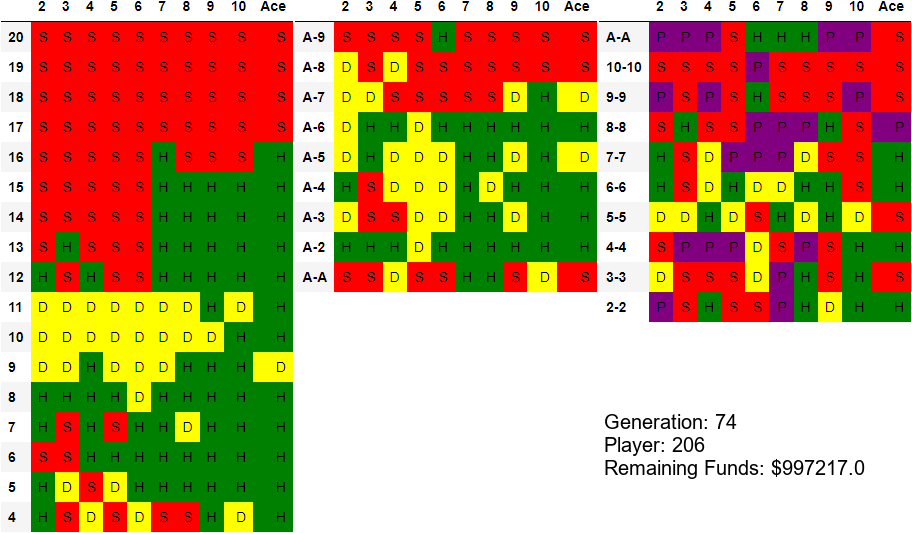 2 3 4 5 6 7 8 9 10 Ace
20 S S S S S S S S S S
19 S S S S S S S S S S
18 S S S S S S S S S S
17 S S S S S S S S S S
16 S S S S S H S S S H
15 S S S S S H H H H H
14 S S S S S H H H H H
13 S H S S S H H H H H
12 H S H S S H H H H H
11 D D D D D D D H D H
10 D D D D D D D D H H
9 D D H D D D H H H D
8 H H H H D H H H H H
7 H S H S H H D H H H
6 S S H H H H H H H H
5 H D S D H H H H H H
4 H S D S D S S H D H
2 3 4 5 6 7 8 9 10 Ace
A-9 S S S S H S S S S S
A-8 D S D S S S S S S S
A-7 D D S S S S S D H D
A-6 D H H D H H H H H H
A-5 D H D D D H H D H D
A-4 H S D D D H D H H H
A-3 D S S D D H H D H H
A-2 H H H D H H H H H H
A-A S S D S S H H S D S
2 3 4 5 6 7 8 9 10 Ace
A-A P P P S H H H P P S
10-10 S S S S P S S S S S
9-9 P S P S H S S S P S
8-8 S H S S P P P H S P
7-7 H S D P P P D S S H
6-6 H S D H D D H H S H
5-5 D D H D S H D H D S
4-4 S P P P D S P S H H
3-3 D S S S D P H S H S
2-2 P S H S S P H D H H
Generation: 74
Player: 206
Remaining Funds: $997217.0